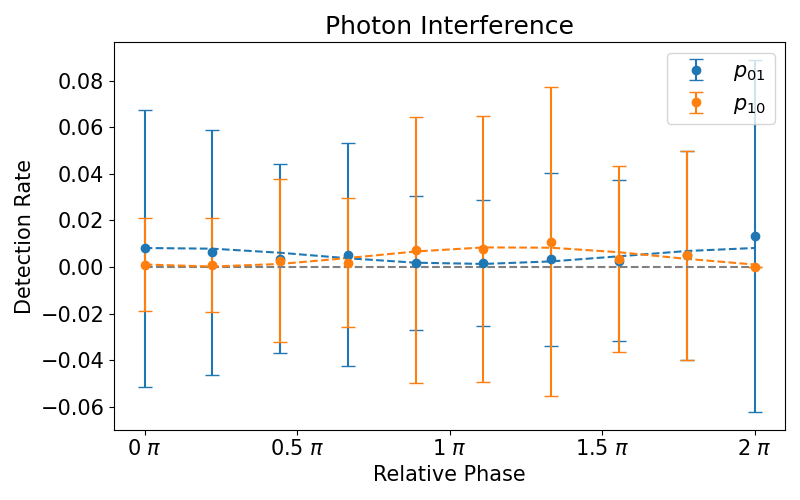 Photon Interference
Detection Rate
0.08
0.06
0.04
0.02
0.00
−0.02
−0.04
−0.06
p₀₁
p₁₀
0 π
0.5 π
1 π
1.5 π
2 π
Relative Phase